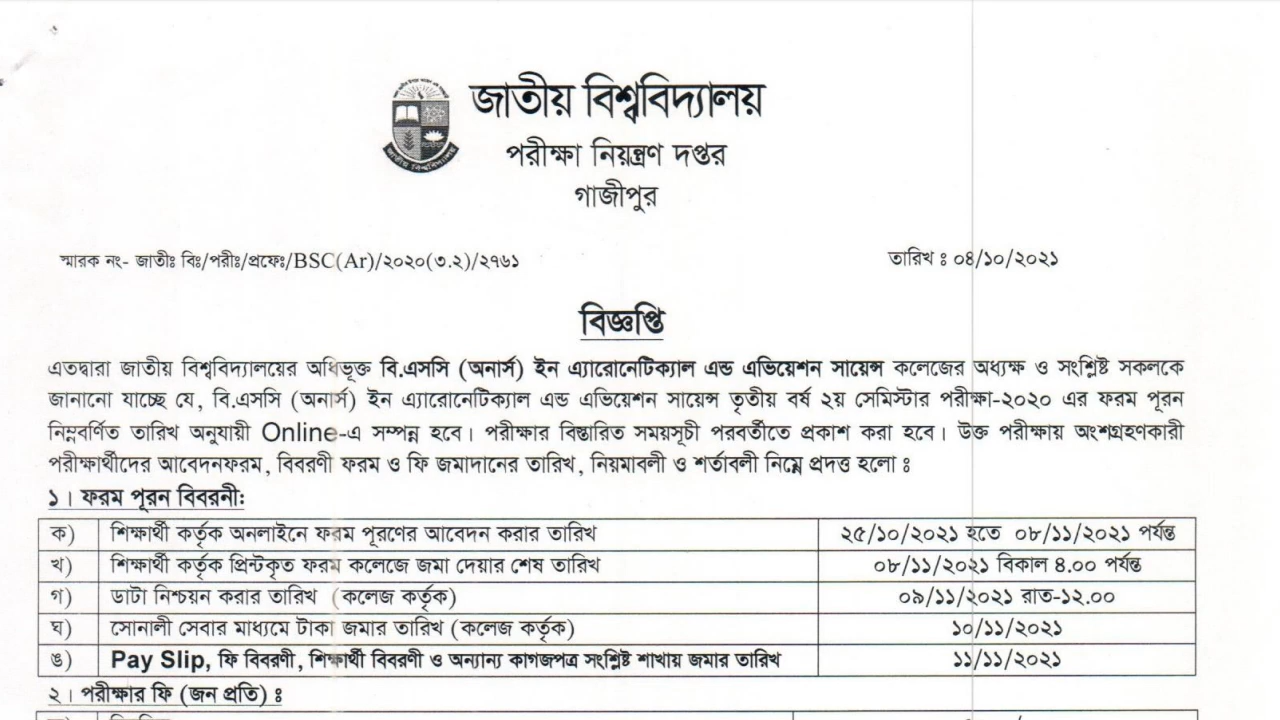 জাতীয় বিশ্ববিদ্যালয়
পরীক্ষা নিয়ন্ত্রণ দপ্তর
গাজীপুর
স্মারক নং- জাতীঃ বিঃ/পরীঃ/প্রফেঃ/BSC(Ar)/২০২০(৩.২)/২৭৬১ তারিখ ঃ ০৪/১০/২০২১
বিজ্ঞপ্তি
এতদ্বারা জাতীয় বিশ্ববিদ্যালয়ের অধিভূক্ত বি.এসসি (অনার্স) ইন এ্যারোনেটিক্যাল এন্ড এভিয়েশন সায়েন্স কলেজের অধ্যক্ষ ও সংশ্লিষ্ট সকলকে
জানানো যাচ্ছে যে, বি.এসসি (অনার্স) ইন এ্যারোনেটিক্যাল এন্ড এভিয়েশন সায়েন্স তৃতীয় বর্ষ ২য় সেমিস্টার পরীক্ষা-২০২০ এর ফরম পূরন
নিম্নবর্ণিত তারিখ অনুযায়ী Online-এ সম্পন্ন হবে। পরীক্ষার বিস্তারিত সময়সূচী পরবর্তীতে প্রকাশ করা হবে। উক্ত পরীক্ষায় অংশগ্রহণকারী
পরীক্ষার্থীদের আবেদনফরম, বিবরণী ফরম ও ফি জমাদানের তারিখ, নিয়মাবলী ও শর্তাবলী নিম্নে প্রদত্ত হলো ঃ
১। ফরম পূরন বিবরনী:
ক) শিক্ষার্থী কর্তৃক অনলাইনে ফরম পূরণের আবেদন করার তারিখ ২৫/১০/২০২১ হতে ০৮/১১/২০২১ পর্যন্ত
খ) শিক্ষার্থী কর্তৃক প্রিন্টকৃত ফরম কলেজে জমা দেয়ার শেষ তারিখ ০৮/১১/২০২১ বিকাল ৪.০০ পর্যন্ত
গ) ডাটা নিশ্চয়ন করার তারিখ (কলেজ কর্তৃক) ০৯/১১/২০২১ রাত-১২.০০
ঘ) সোনালী সেবার মাধ্যমে টাকা জমার তারিখ (কলেজ কর্তৃক) ১০/১১/২০২১
ঙ) Pay Slip, ফি বিবরণী, শিক্ষার্থী বিবরণী ও অন্যান্য কাগজপত্র সংশ্লিষ্ট শাখায় জমার তারিখ ১১/১১/২০২১
২। পরীক্ষার ফি (জন প্রতি) ঃ